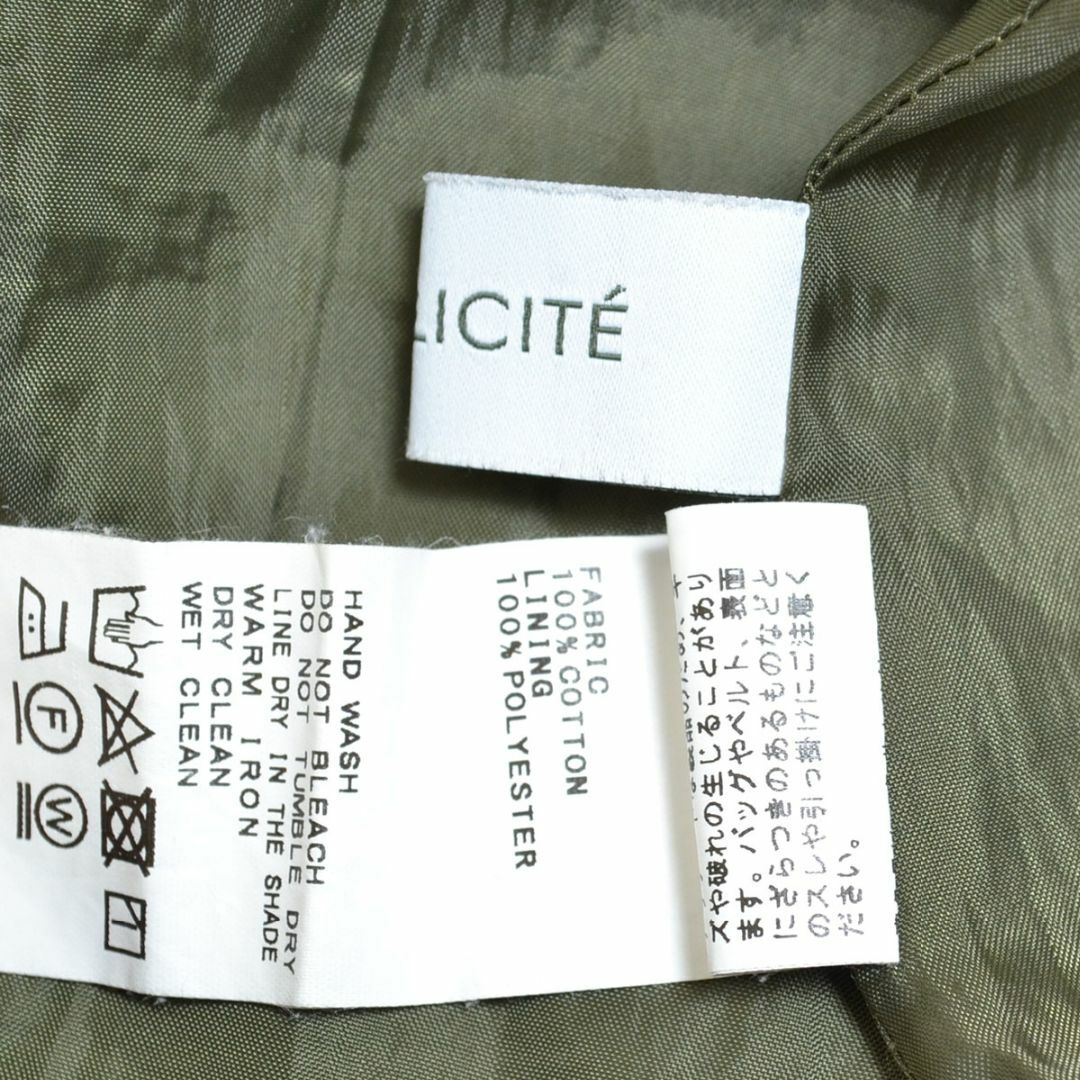 LICITÉ
FABRIC
100% COTTON
LINING
100% POLYESTER
HAND WASH
DO NOT BLEACH
DO NOT TUMBLE DRY
LINE DRY IN THE SHADE
WARM IRON
DRY CLEAN
WET CLEAN
F
W
ズや破れの生じることがあり
ます。バッグやベルト、表面
にざらつきのあるものなどと
のスレや引っ掛けにご注意く
ださい。